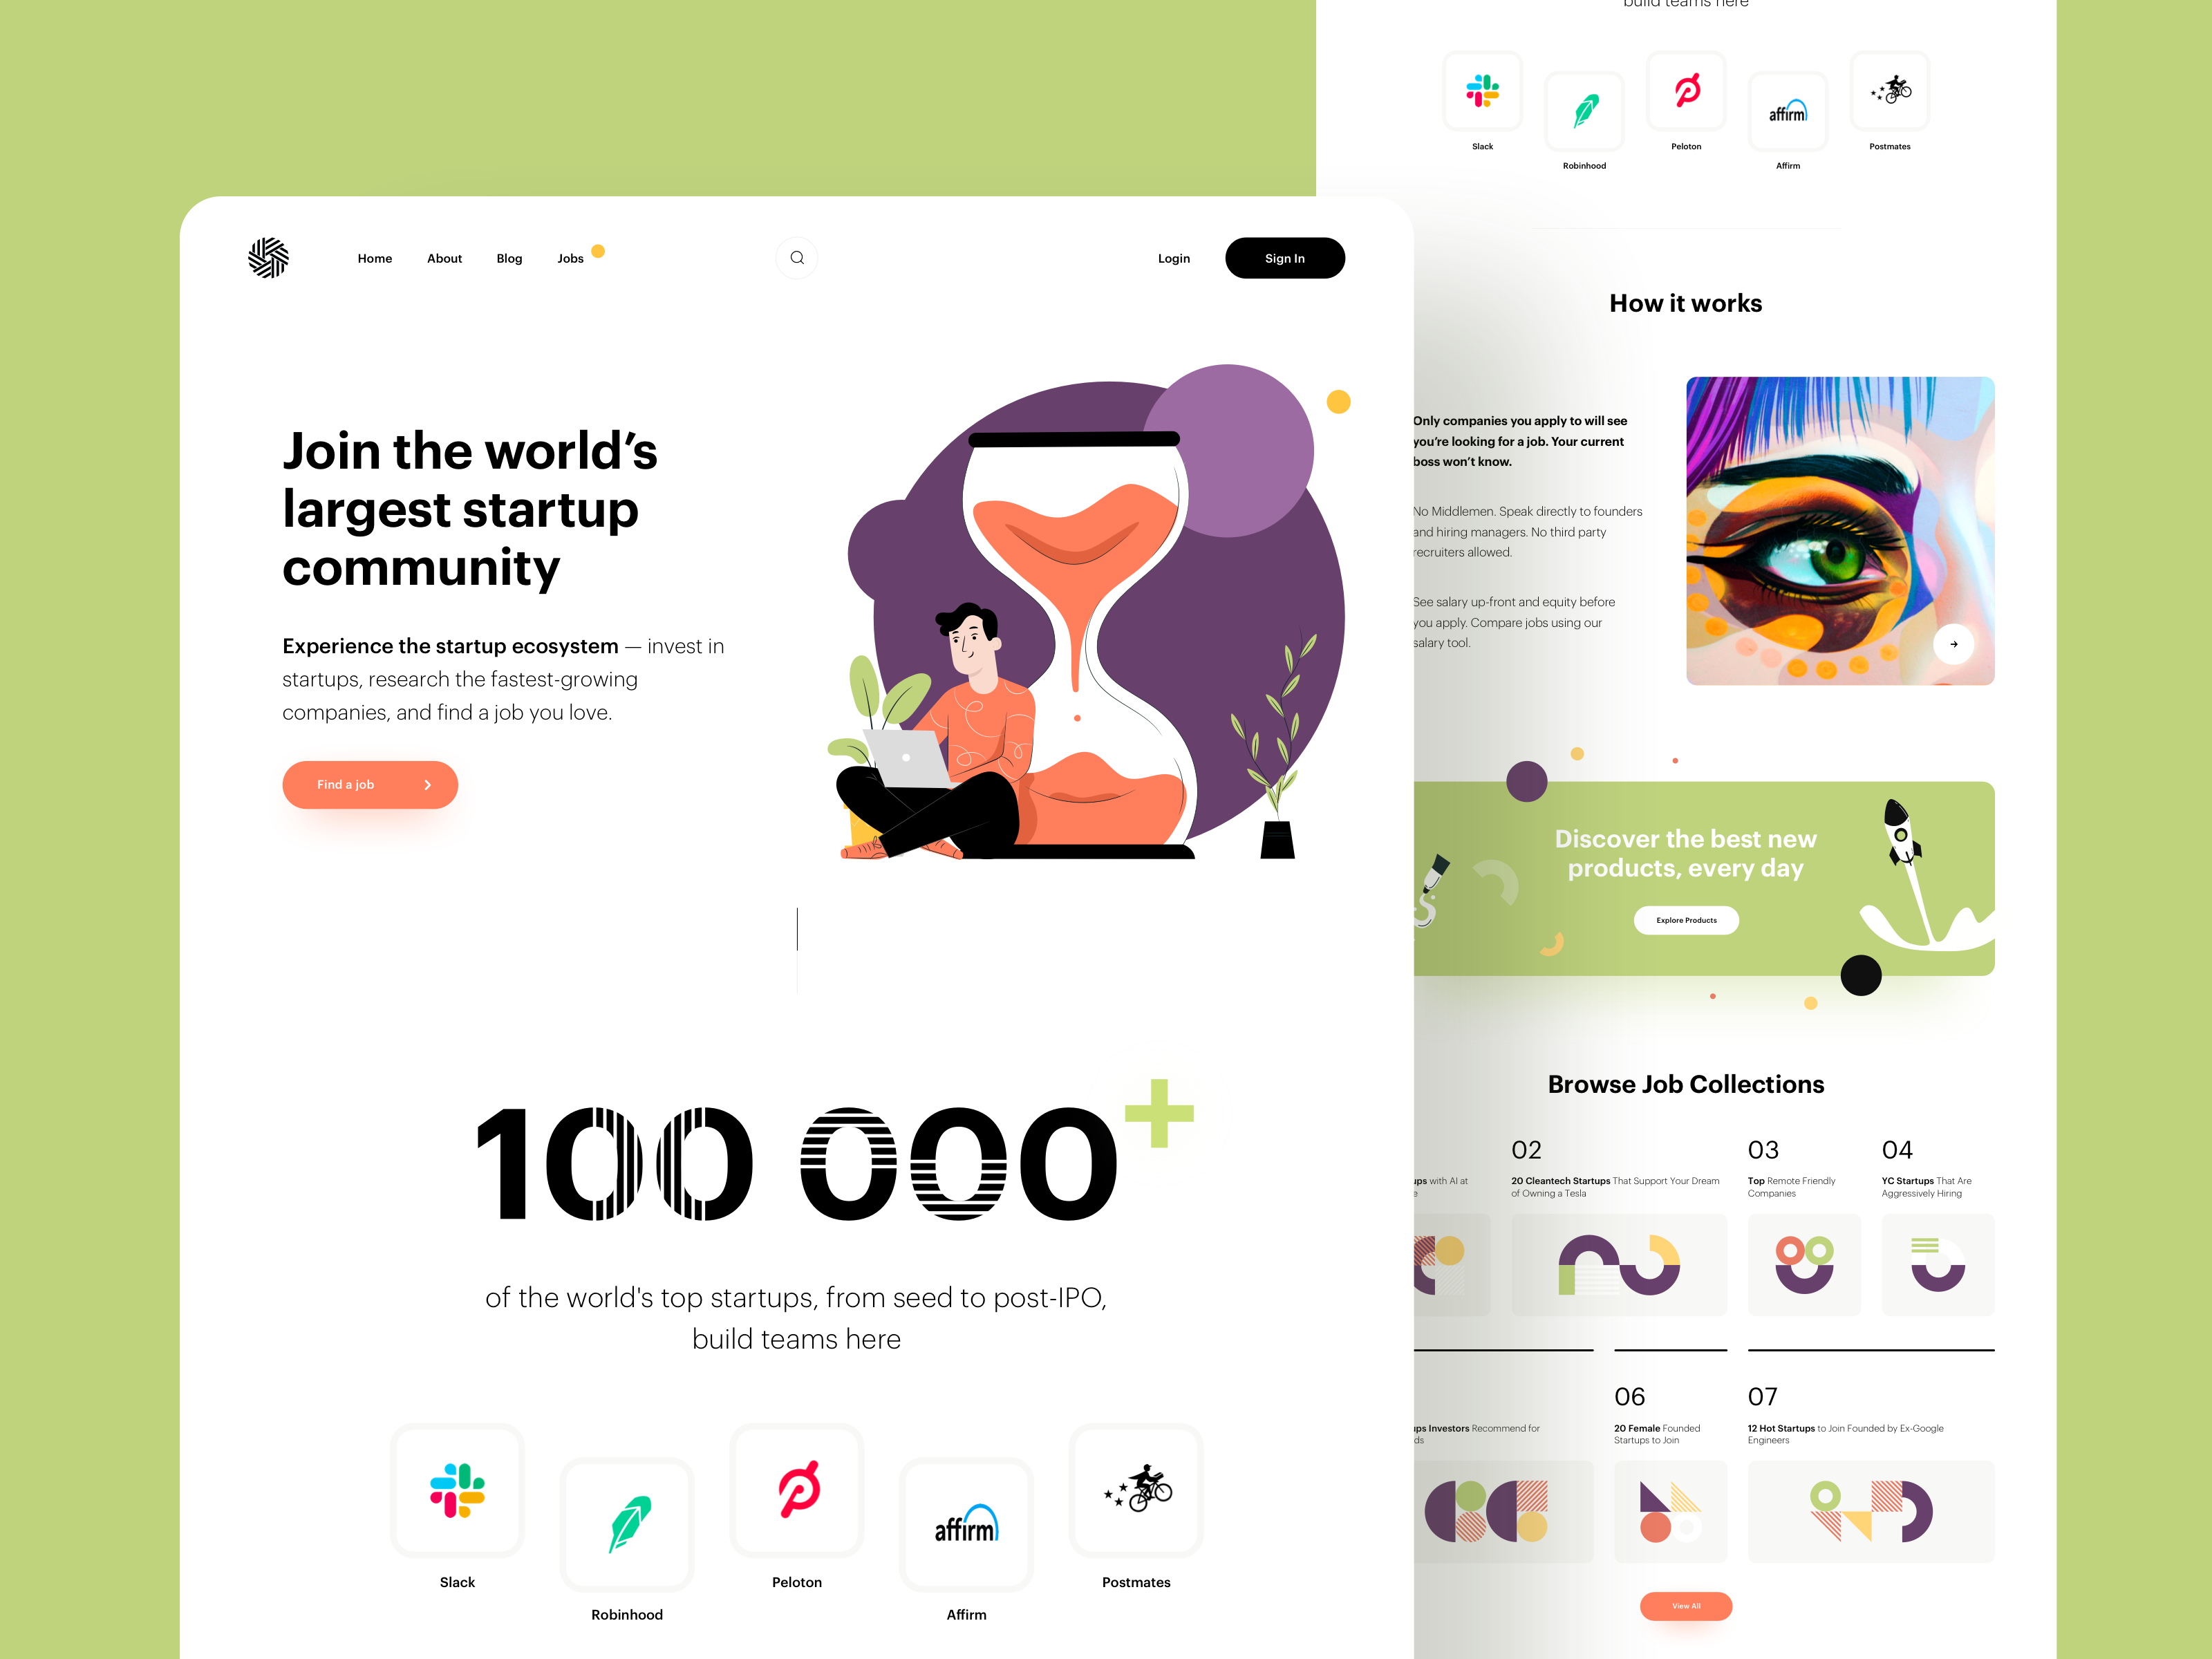 Home
About
Blog
Jobs
Login
Sign In
Join the world’s
largest startup
community
Experience the startup ecosystem — invest in
startups, research the fastest-growing
companies, and find a job you love.
Find a job
100 000+
of the world's top startups, from seed to post-IPO,
build teams here
affirm
Slack
Robinhood
Peloton
Affirm
Postmates
build teams here
affirm
Slack
Robinhood
Peloton
Affirm
Postmates
How it works
Only companies you apply to will see
you’re looking for a job. Your current
boss won’t know.
No Middlemen. Speak directly to founders
and hiring managers. No third party
recruiters allowed.
See salary up-front and equity before
you apply. Compare jobs using our
salary tool.
Discover the best new
products, every day
Explore Products
Browse Job Collections
with AI at
02
20 Cleantech Startups That Support Your Dream
of Owning a Tesla
03
Top Remote Friendly
Companies
04
YC Startups That Are
Aggressively Hiring
Investors Recommend for
06
20 Female Founded
Startups to Join
07
12 Hot Startups to Join Founded by Ex-Google
Engineers
View All